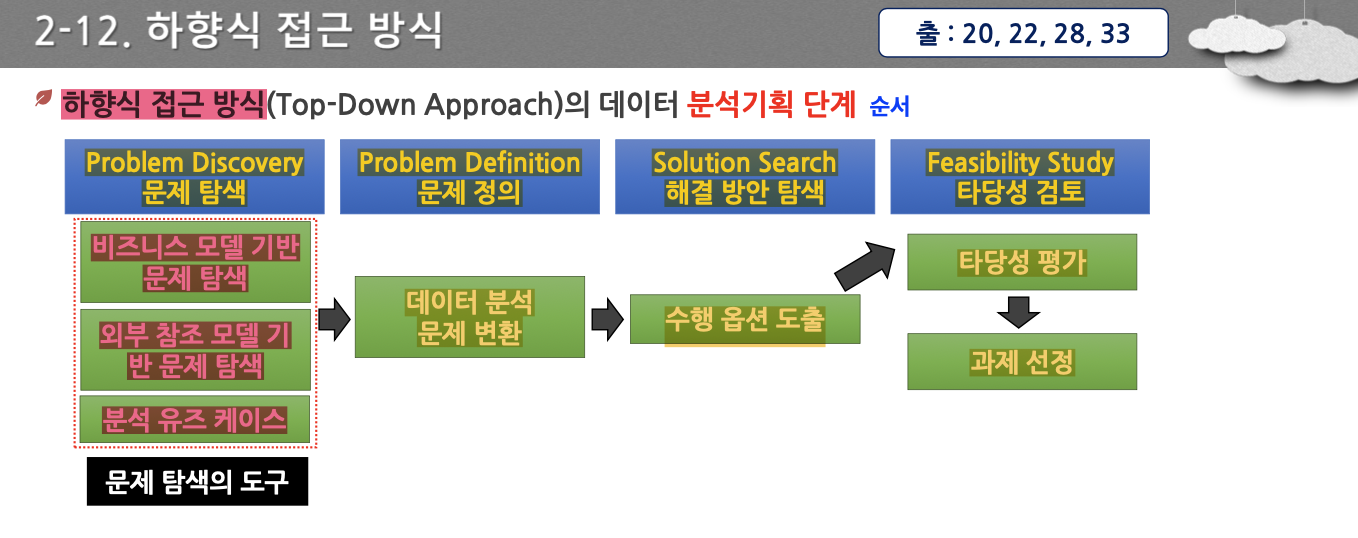 2-12. 하향식 접근 방식
출 : 20, 22, 28, 33
하향식 접근 방식(Top-Down Approach)의 데이터 분석기획 단계 순서
Problem Discovery
문제 탐색
Problem Definition
문제 정의
Solution Search
해결 방안 탐색
Feasibility Study
타당성 검토
비즈니스 모델 기반
문제 탐색
외부 참조 모델 기
반 문제 탐색
분석 유즈 케이스
문제 탐색의 도구
데이터 분석
문제 변환
수행 옵션 도출
타당성 평가
과제 선정